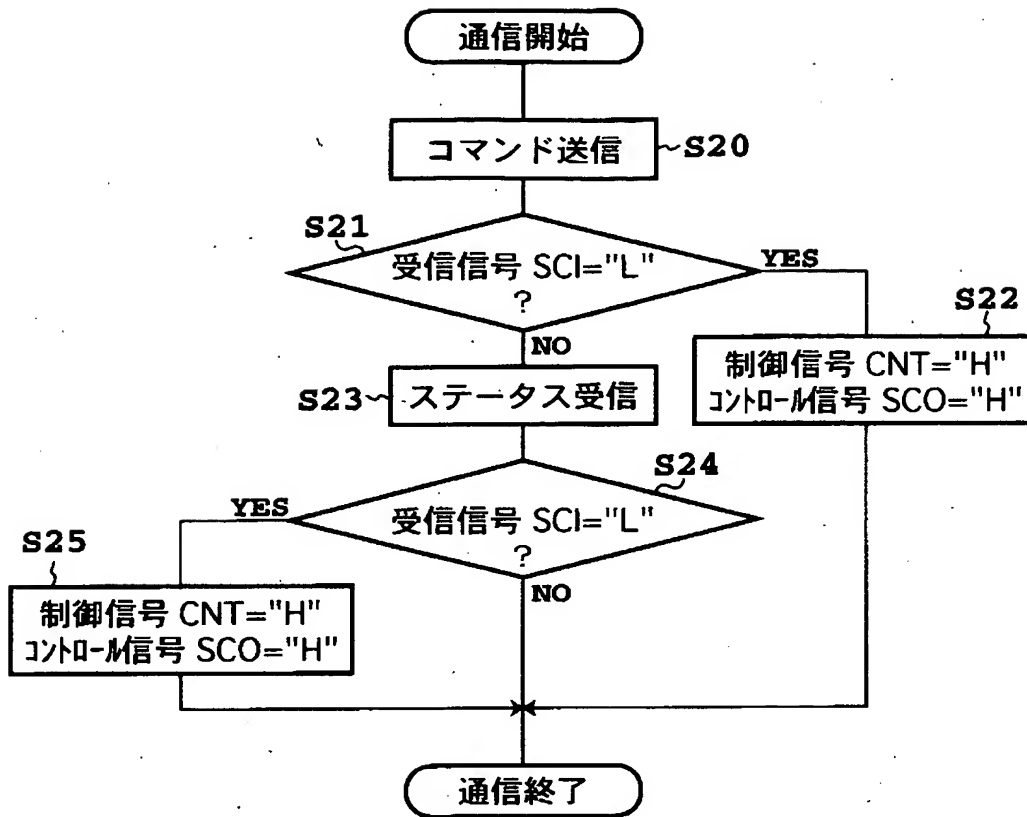 通信開始
コマンド送信
S20
S21
受信信号 SCI="L"
?
YES
NO
S22
制御信号 CNT="H"
コントロール信号 SCO="H"
S23
ステータス受信
S24
受信信号 SCI="L"
?
YES
NO
S25
制御信号 CNT="H"
コントロール信号 SCO="H"
通信終了